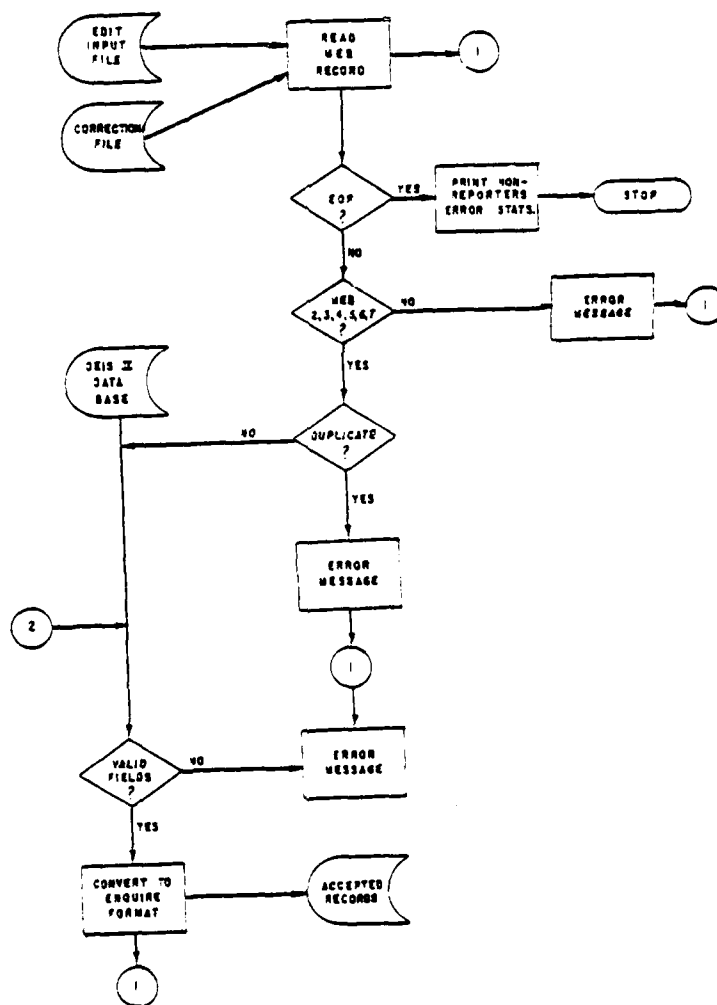 EDIT
INPUT
FILE
READ
WEB
RECORD
1
CORRECTION
FILE
EOF
?
YES
PRINT NON-
REPORTERS
ERROR STATS.
STOP
NO
WEB
2,3,4,5,6,7
?
NO
ERROR
MESSAGE
1
YES
DEIS II
DATA
BASE
DUPLICATE
?
NO
YES
ERROR
MESSAGE
2
1
VALID
FIELDS
?
NO
ERROR
MESSAGE
YES
CONVERT TO
ENQUIRE
FORMAT
ACCEPTED
RECORDS
1